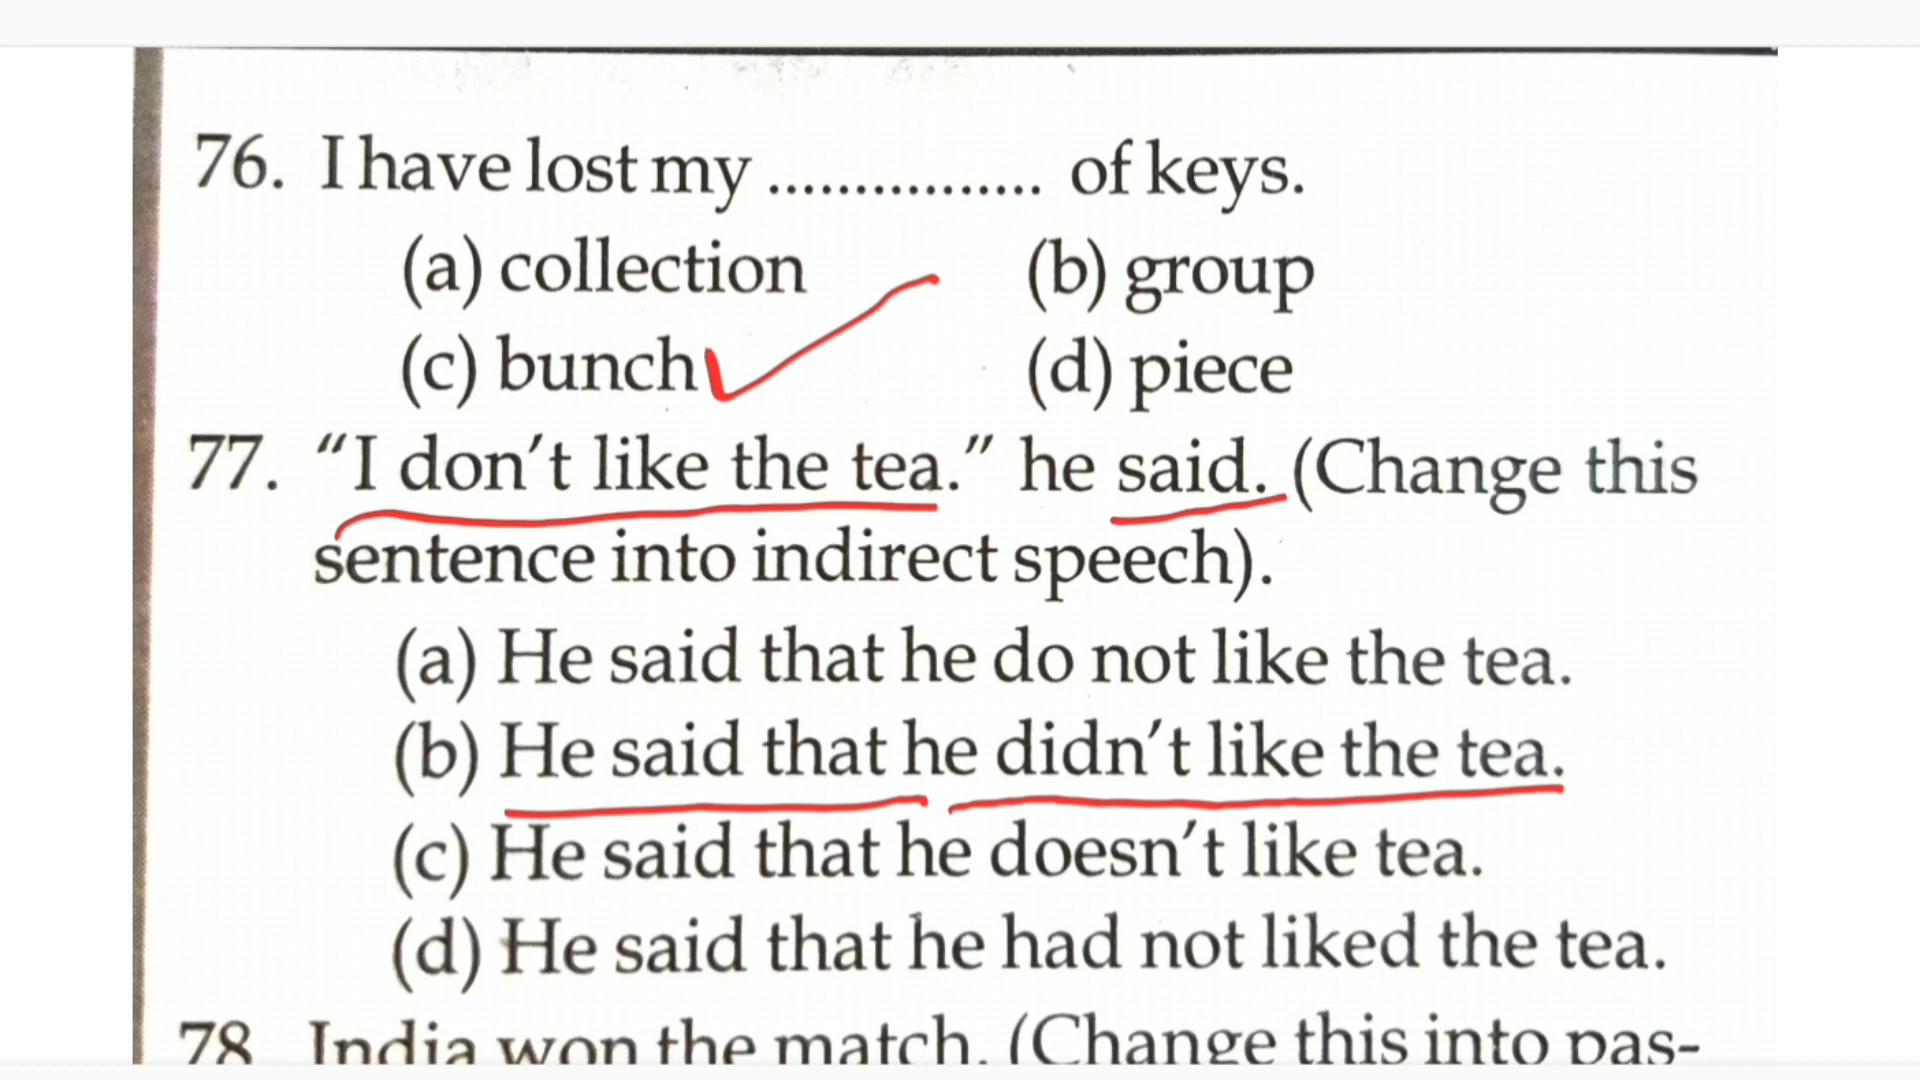 76. I have lost my ................ of keys.
(a) collection (b) group
(c) bunch (d) piece
77. “I don’t like the tea.” he said. (Change this
sentence into indirect speech).
(a) He said that he do not like the tea.
(b) He said that he didn’t like the tea.
(c) He said that he doesn’t like tea.
(d) He said that he had not liked the tea.
78. India won the match. (Change this into pas-